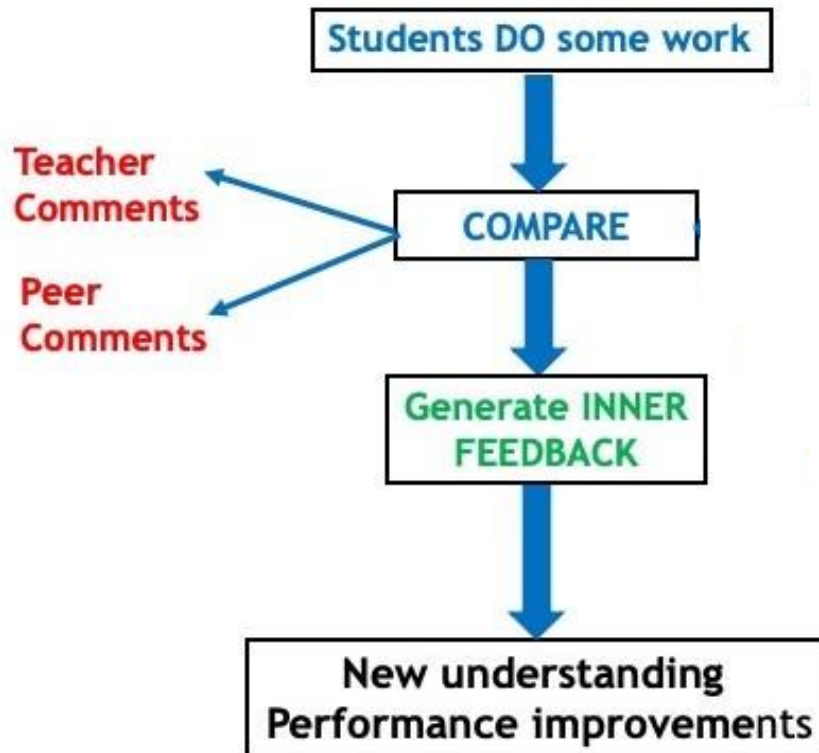 Students DO some work
Teacher
Comments
COMPARE
Peer
Comments
Generate INNER
FEEDBACK
New understanding
Performance improvements